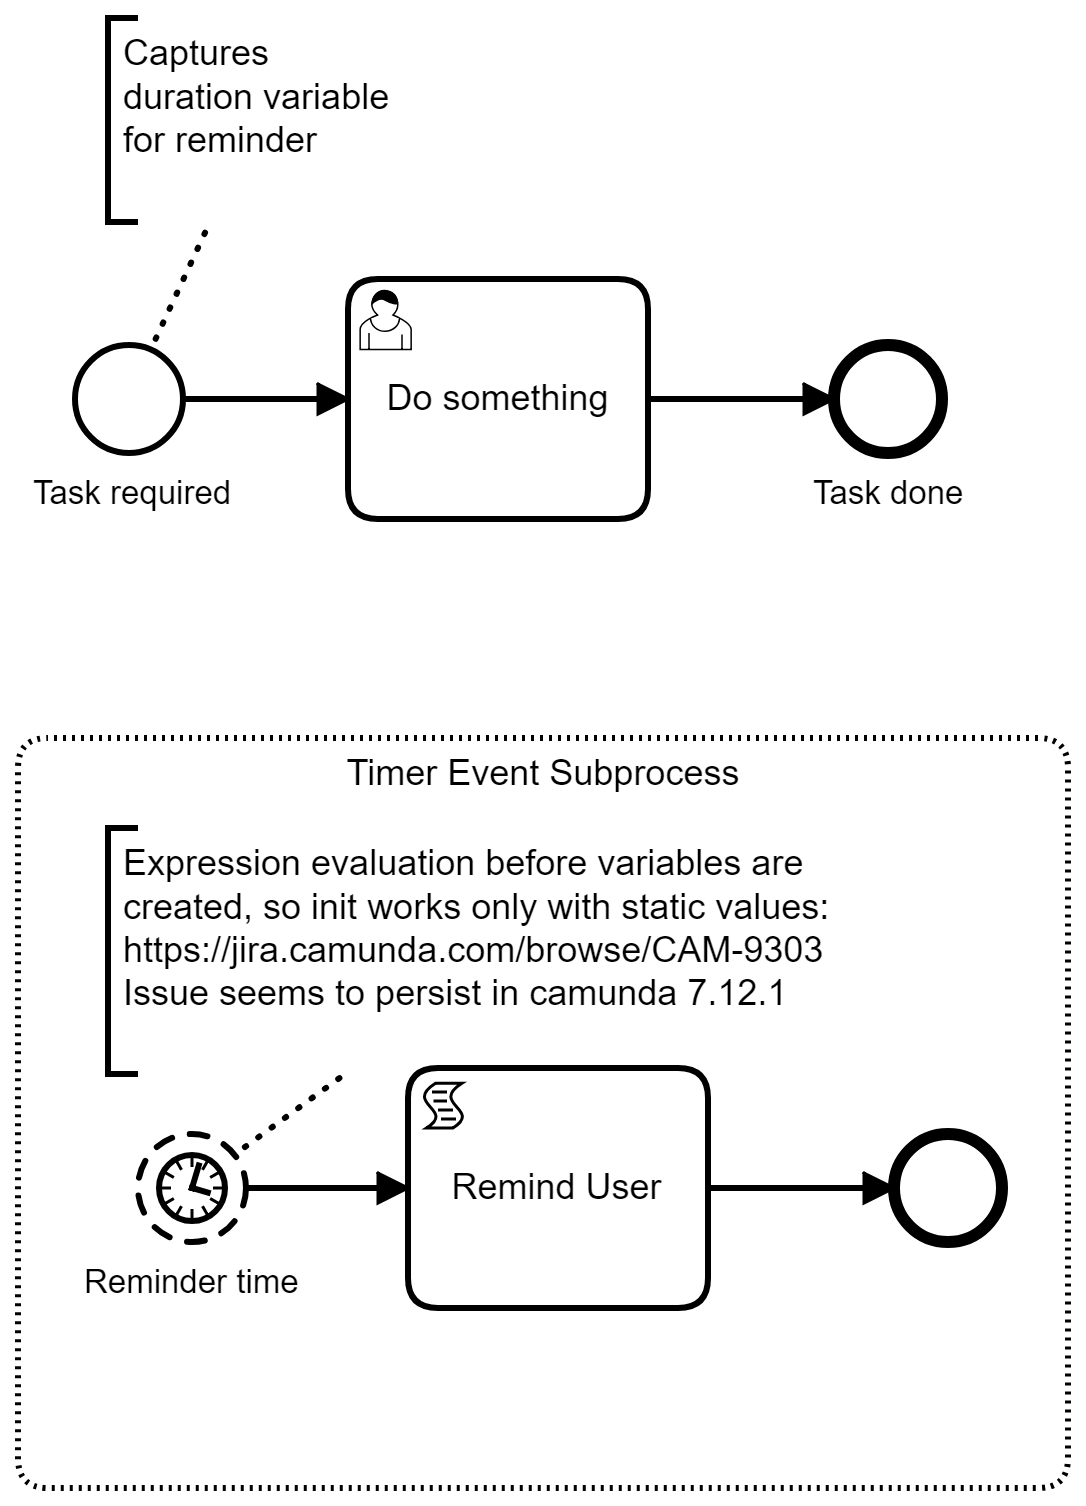 Captures
duration variable
for reminder
Do something
Task required
Task done
Timer Event Subprocess
Expression evaluation before variables are
created, so init works only with static values:
https://jira.camunda.com/browse/CAM-9303
Issue seems to persist in camunda 7.12.1
Remind User
Reminder time